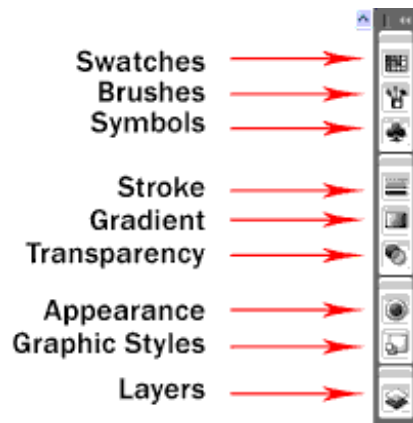 Swatches
Brushes
Symbols
Stroke
Gradient
Transparency
Appearance
Graphic Styles
Layers